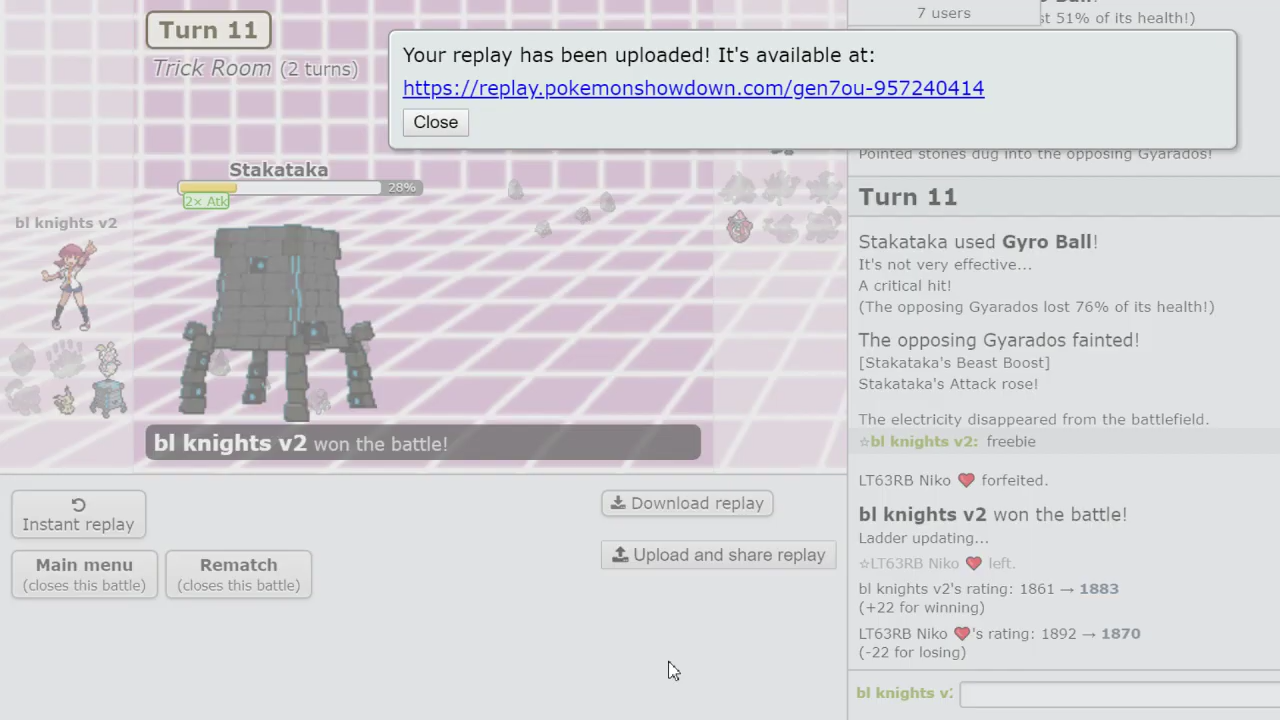 Turn 11
Trick Room (2 turns)
7 users
st 51% of its health!)
Your replay has been uploaded! It's available at:
https://replay.pokemonshowdown.com/gen7ou-957240414
Close
Stakataka
28%
2× Atk
bl knights v2
bl knights v2 won the battle!
Instant replay
Download replay
Upload and share replay
Main menu
(closes this battle)
Rematch
(closes this battle)
Pointed stones dug into the opposing Gyarados!
Turn 11
Stakataka used Gyro Ball!
It's not very effective...
A critical hit!
(The opposing Gyarados lost 76% of its health!)
The opposing Gyarados fainted!
[Stakataka's Beast Boost]
Stakataka's Attack rose!
The electricity disappeared from the battlefield.
☆bl knights v2: freebie
LT63RB Niko ❤ forfeited.
bl knights v2 won the battle!
Ladder updating...
☆LT63RB Niko ❤ left.
bl knights v2's rating: 1861 → 1883
(+22 for winning)
LT63RB Niko ❤'s rating: 1892 → 1870
(-22 for losing)
bl knights v2: